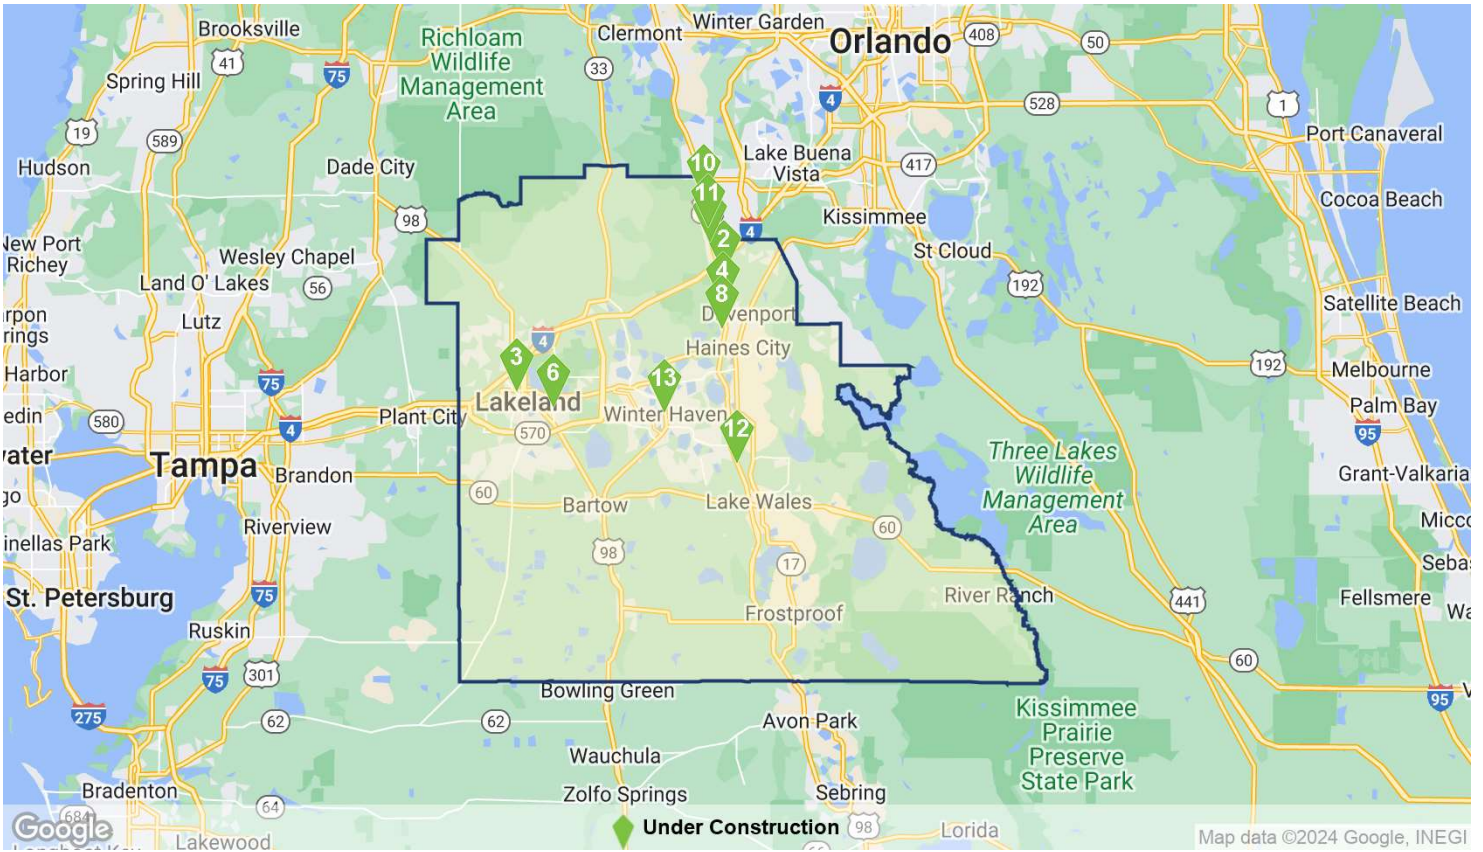 Brooksville
Richloam
Wildlife
Management
Area
Clermont
Winter Garden
Orlando
408
50
41
Spring Hill
75
33
4
528
1
19
589
Port Canaveral
Hudson
Dade City
10
Lake Buena
Vista
417
Cocoa Beach
98
11
Kissimmee
New Port
Richey
Wesley Chapel
2
4
St Cloud
Land O' Lakes
56
4
192
8
Satellite Beach
Lutz
Davenport
4
Haines City
192
Melbourne
Harbor
75
3
6
13
Lakeland
Palm Bay
580
4
Plant City
Winter Haven
570
12
95
Tampa
Brandon
Three Lakes
Wildlife
Management
Area
Grant-Valkaria
60
Bartow
Lake Wales
60
Riverview
inellas Park
98
17
75
St. Petersburg
Frostproof
River Ranch
441
Fellsmere
Ruskin
60
75
301
Bowling Green
95
275
62
62
Avon Park
Kissimmee
Prairie
Preserve
State Park
Wauchula
Bradenton
Zolfo Springs
Sebring
64
684
Google
Under Construction
98
Lorida
Lakewood
Map data ©2024 Google, INEGI